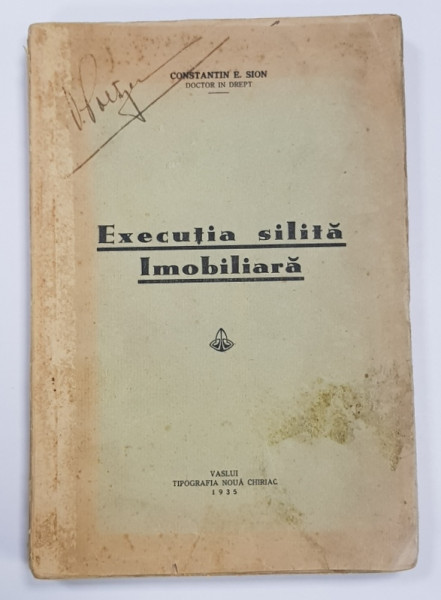 CONSTANTIN E. SION
DOCTOR IN DREPT
Execuția silită
Imobiliară
VASLUI
TIPOGRAFIA NOUĂ CHIRIAC
1935